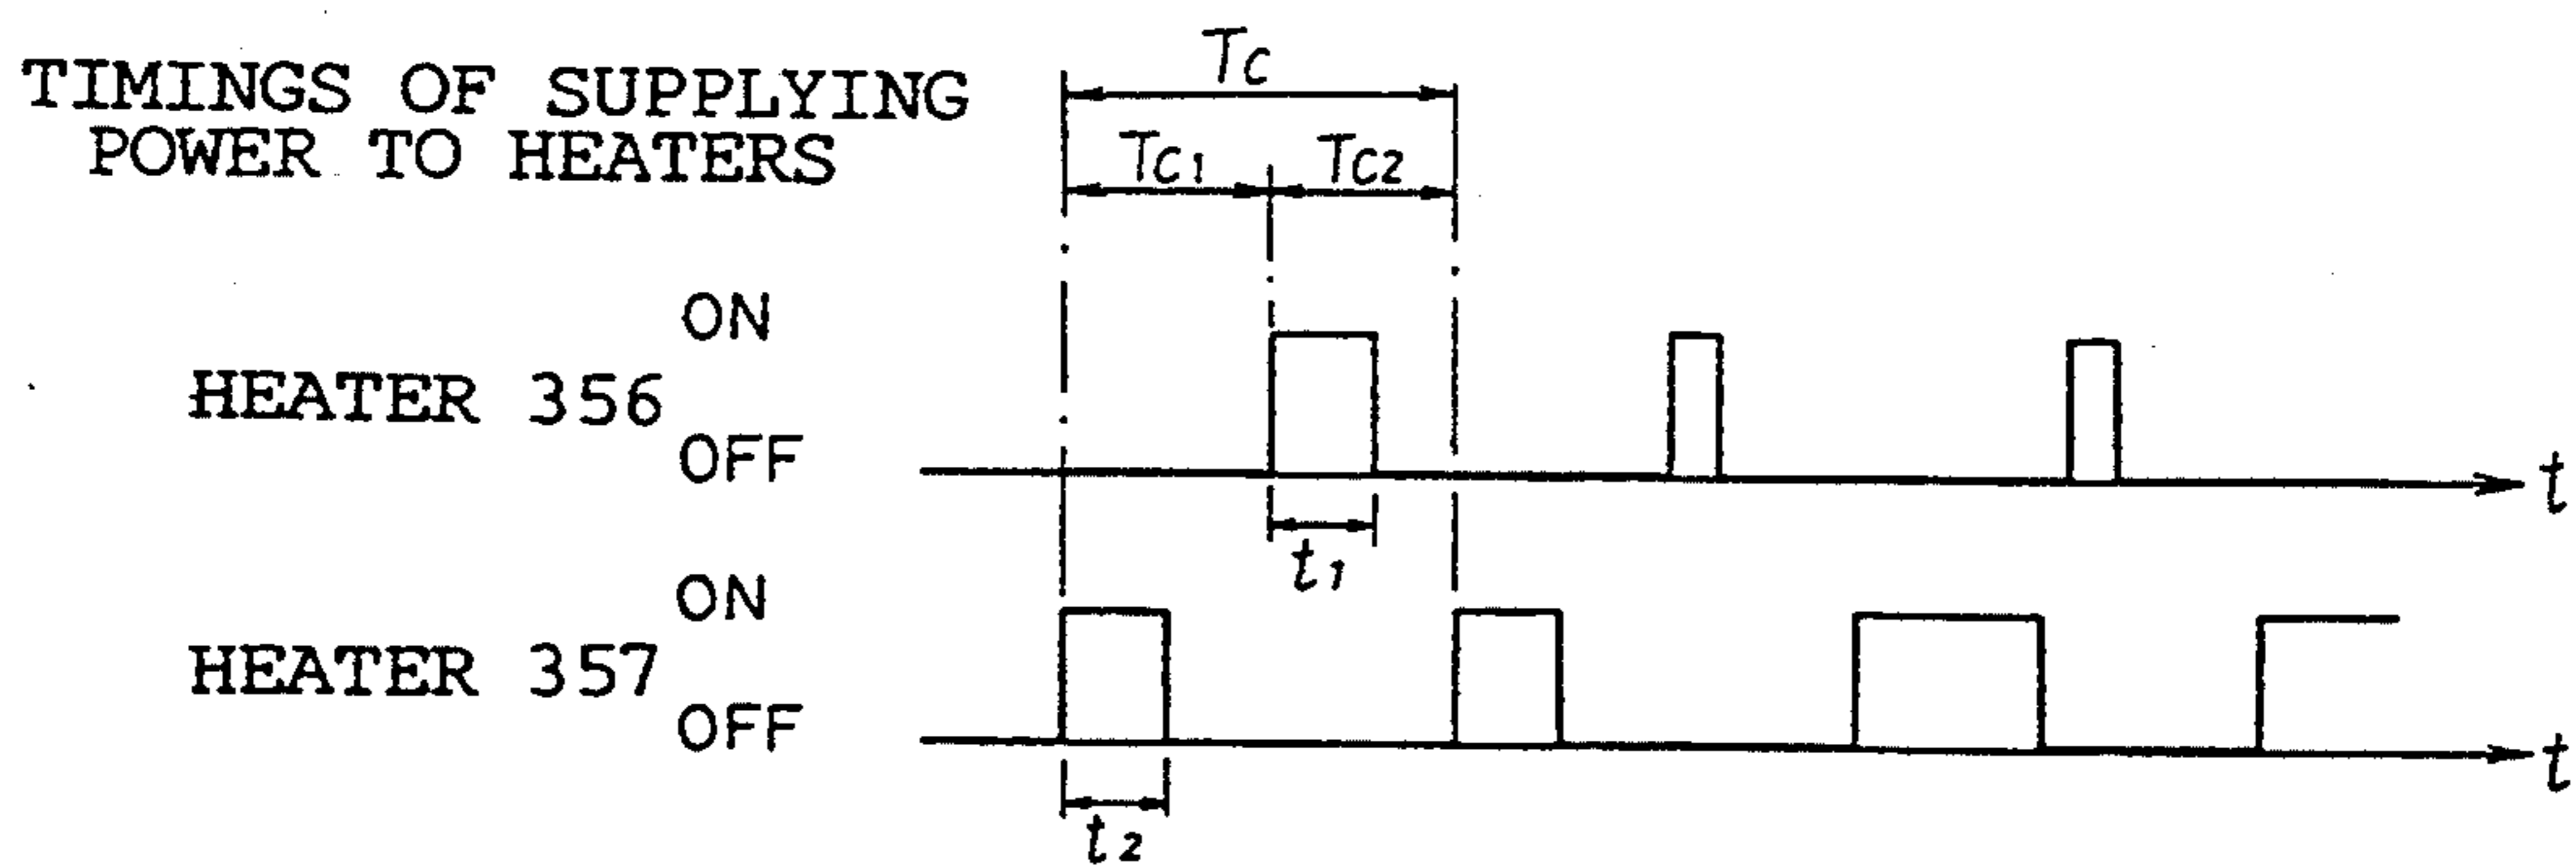 TIMINGS OF SUPPLYING
POWER TO HEATERS
Tc
Tc1 Tc2
ON
HEATER 356
OFF
t
t1
ON
HEATER 357
OFF
t
t2